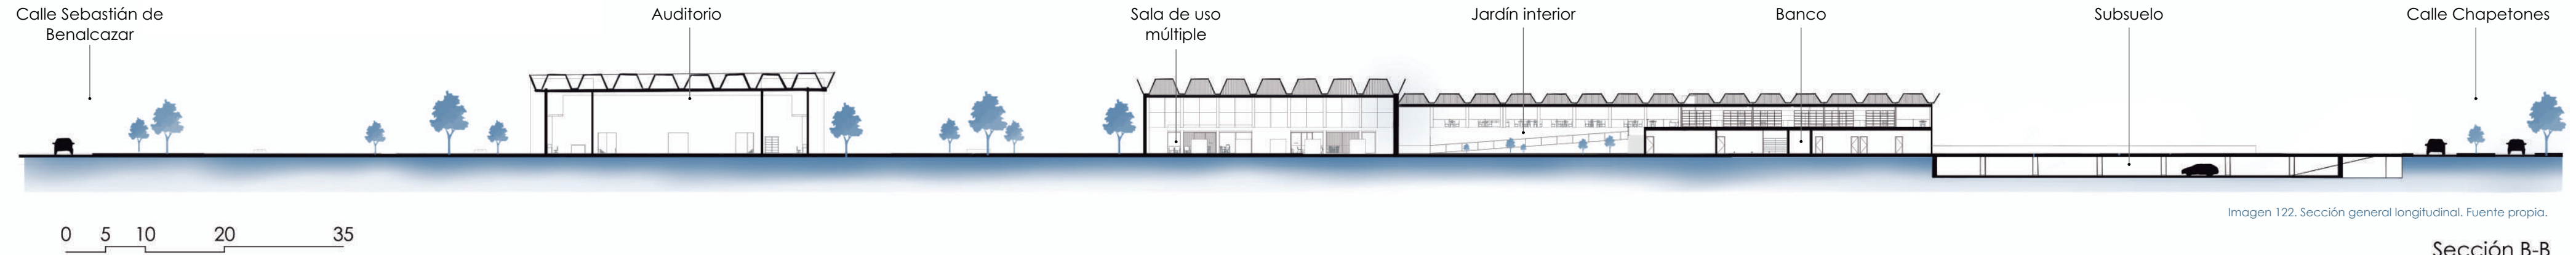 Calle Sebastián de
Benalcazar
Auditorio
Sala de uso
múltiple
Jardín interior
Banco
Subsuelo
Calle Chapetones
Imagen 122. Sección general longitudinal. Fuente propia.
0 5 10 20 35
Sección B-B